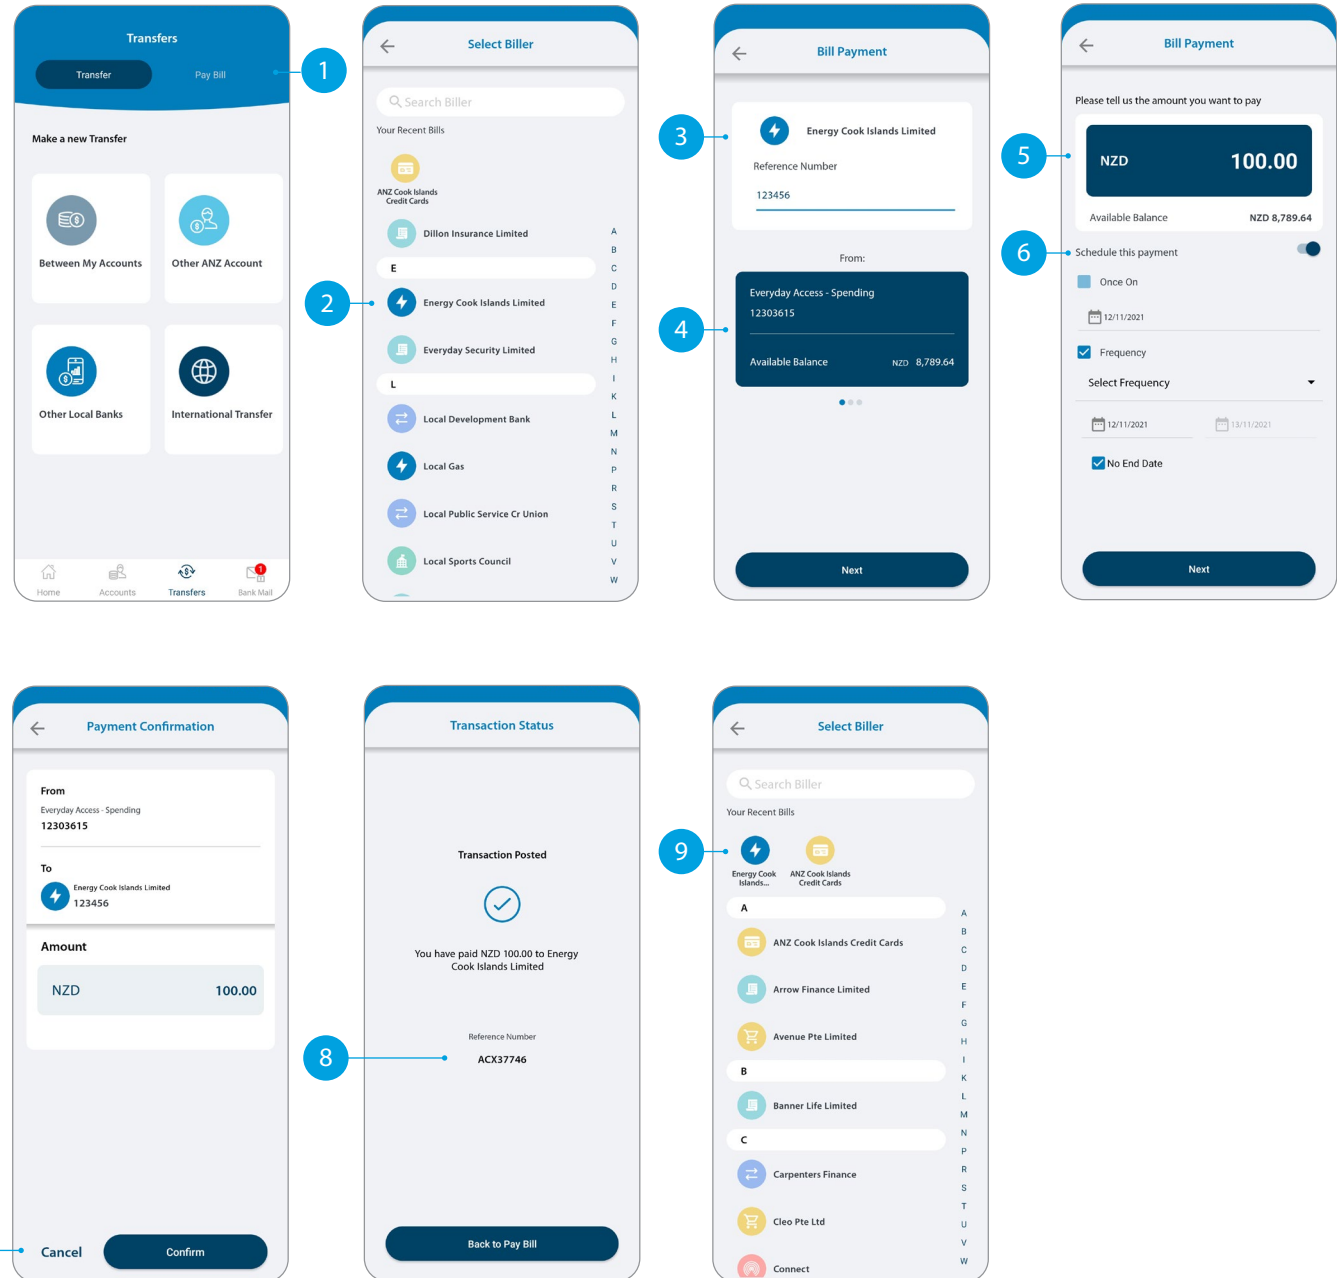 Transfers
Transfer
Pay Bill
1
Make a new Transfer
Between My Accounts
Other ANZ Account
Other Local Banks
International Transfer
Home
Accounts
Transfers
1
Bank Mail
Select Biller
Search Biller
Your Recent Bills
ANZ Cook Islands
Credit Cards
Dillon Insurance Limited
E
2
Energy Cook Islands Limited
Everyday Security Limited
L
Local Development Bank
Local Gas
Local Public Service Cr Union
Local Sports Council
A
B
C
D
E
F
G
H
I
K
L
M
N
P
R
S
T
U
V
W
Bill Payment
3
Energy Cook Islands Limited
Reference Number
123456
From:
4
Everyday Access - Spending
12303615
Available Balance
NZD 8,789.64
Next
Bill Payment
Please tell us the amount you want to pay
5
NZD 100.00
Available Balance
NZD 8,789.64
6
Schedule this payment
Once On
12/11/2021
Frequency
Select Frequency
12/11/2021
13/11/2021
No End Date
Next
Payment Confirmation
From
Everyday Access - Spending
12303615
To
Energy Cook Islands Limited
123456
Amount
NZD 100.00
Cancel
Confirm
Transaction Status
Transaction Posted
You have paid NZD 100.00 to Energy
Cook Islands Limited
8
Reference Number
ACX37746
Back to Pay Bill
Select Biller
Search Biller
Your Recent Bills
9
Energy Cook
Islands...
ANZ Cook Islands
Credit Cards
A
ANZ Cook Islands Credit Cards
Arrow Finance Limited
Avenue Pte Limited
B
Banner Life Limited
C
Carpenters Finance
Cleo Pte Ltd
Connect
A
B
C
D
E
F
G
H
I
K
L
M
N
P
R
S
T
U
V
W